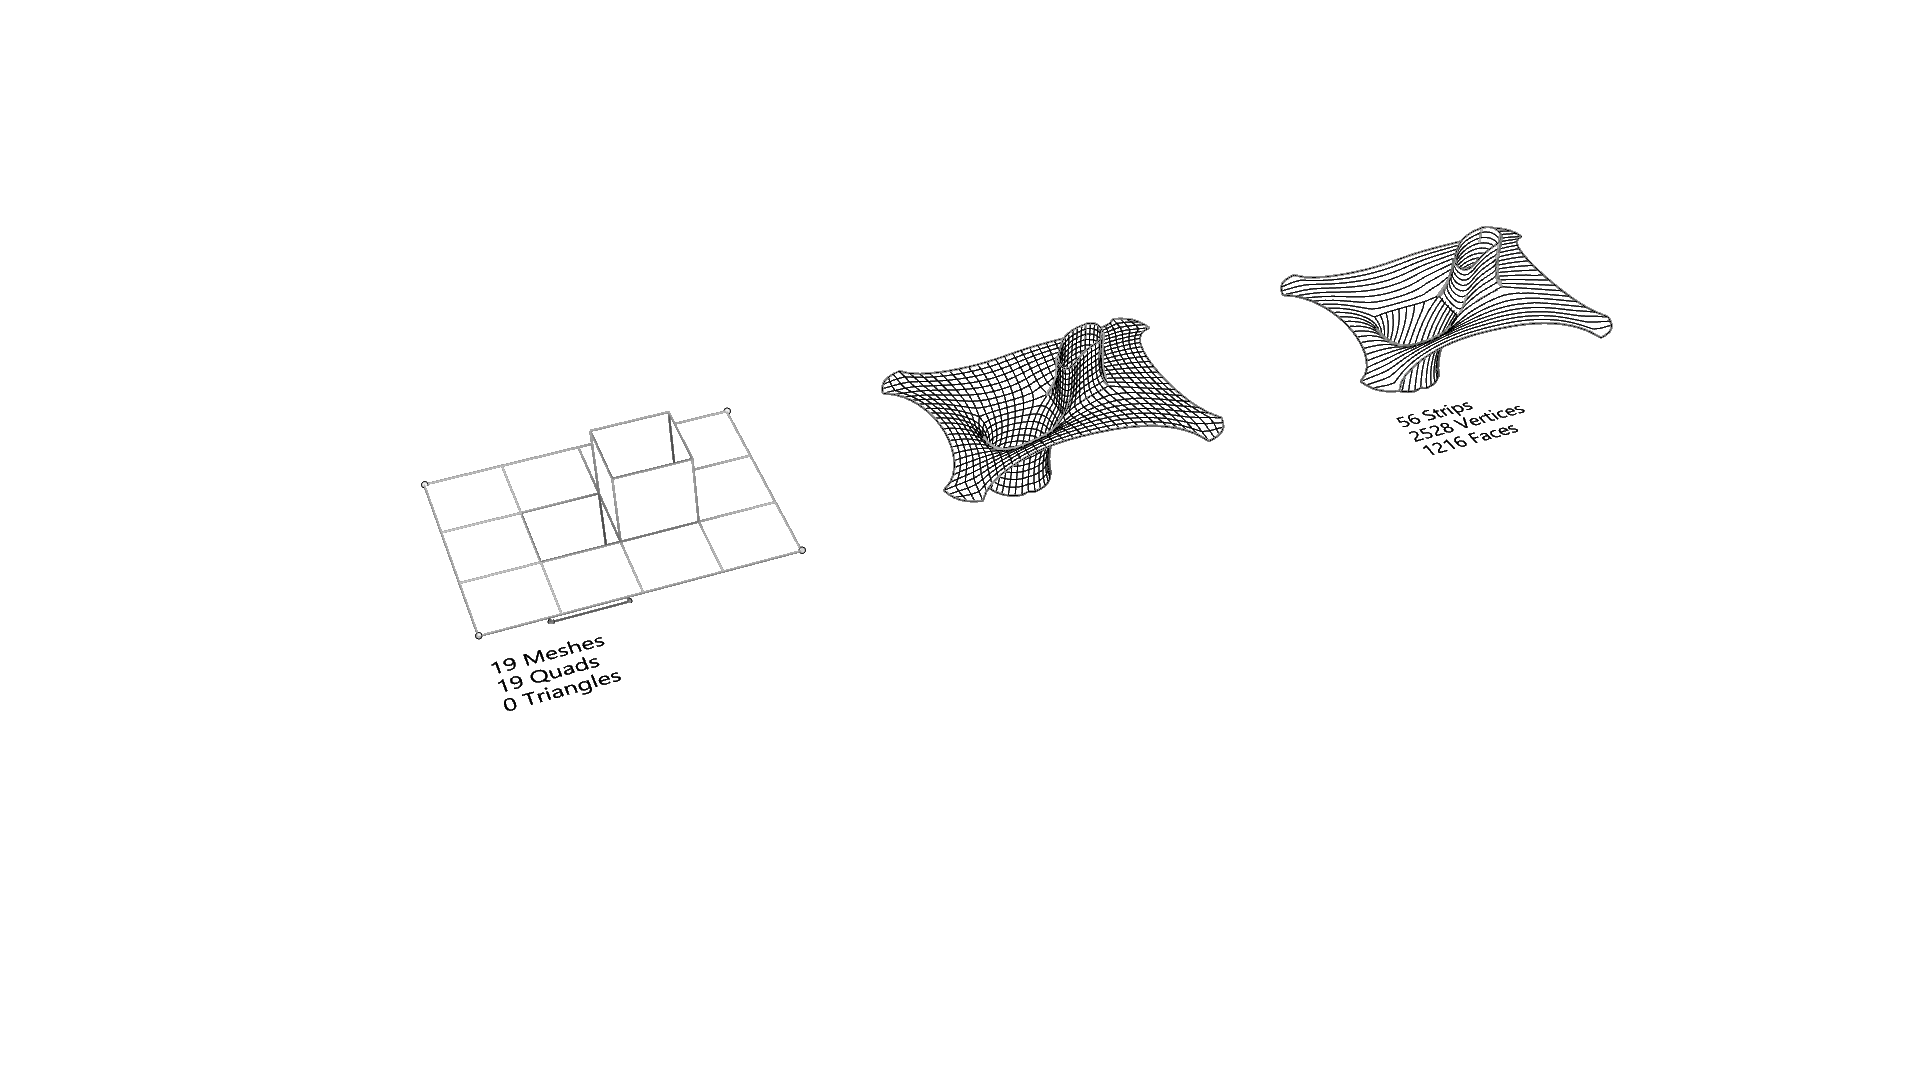 19 Meshes
19 Quads
0 Triangles
56 Strips
2528 Vertices
1216 Faces